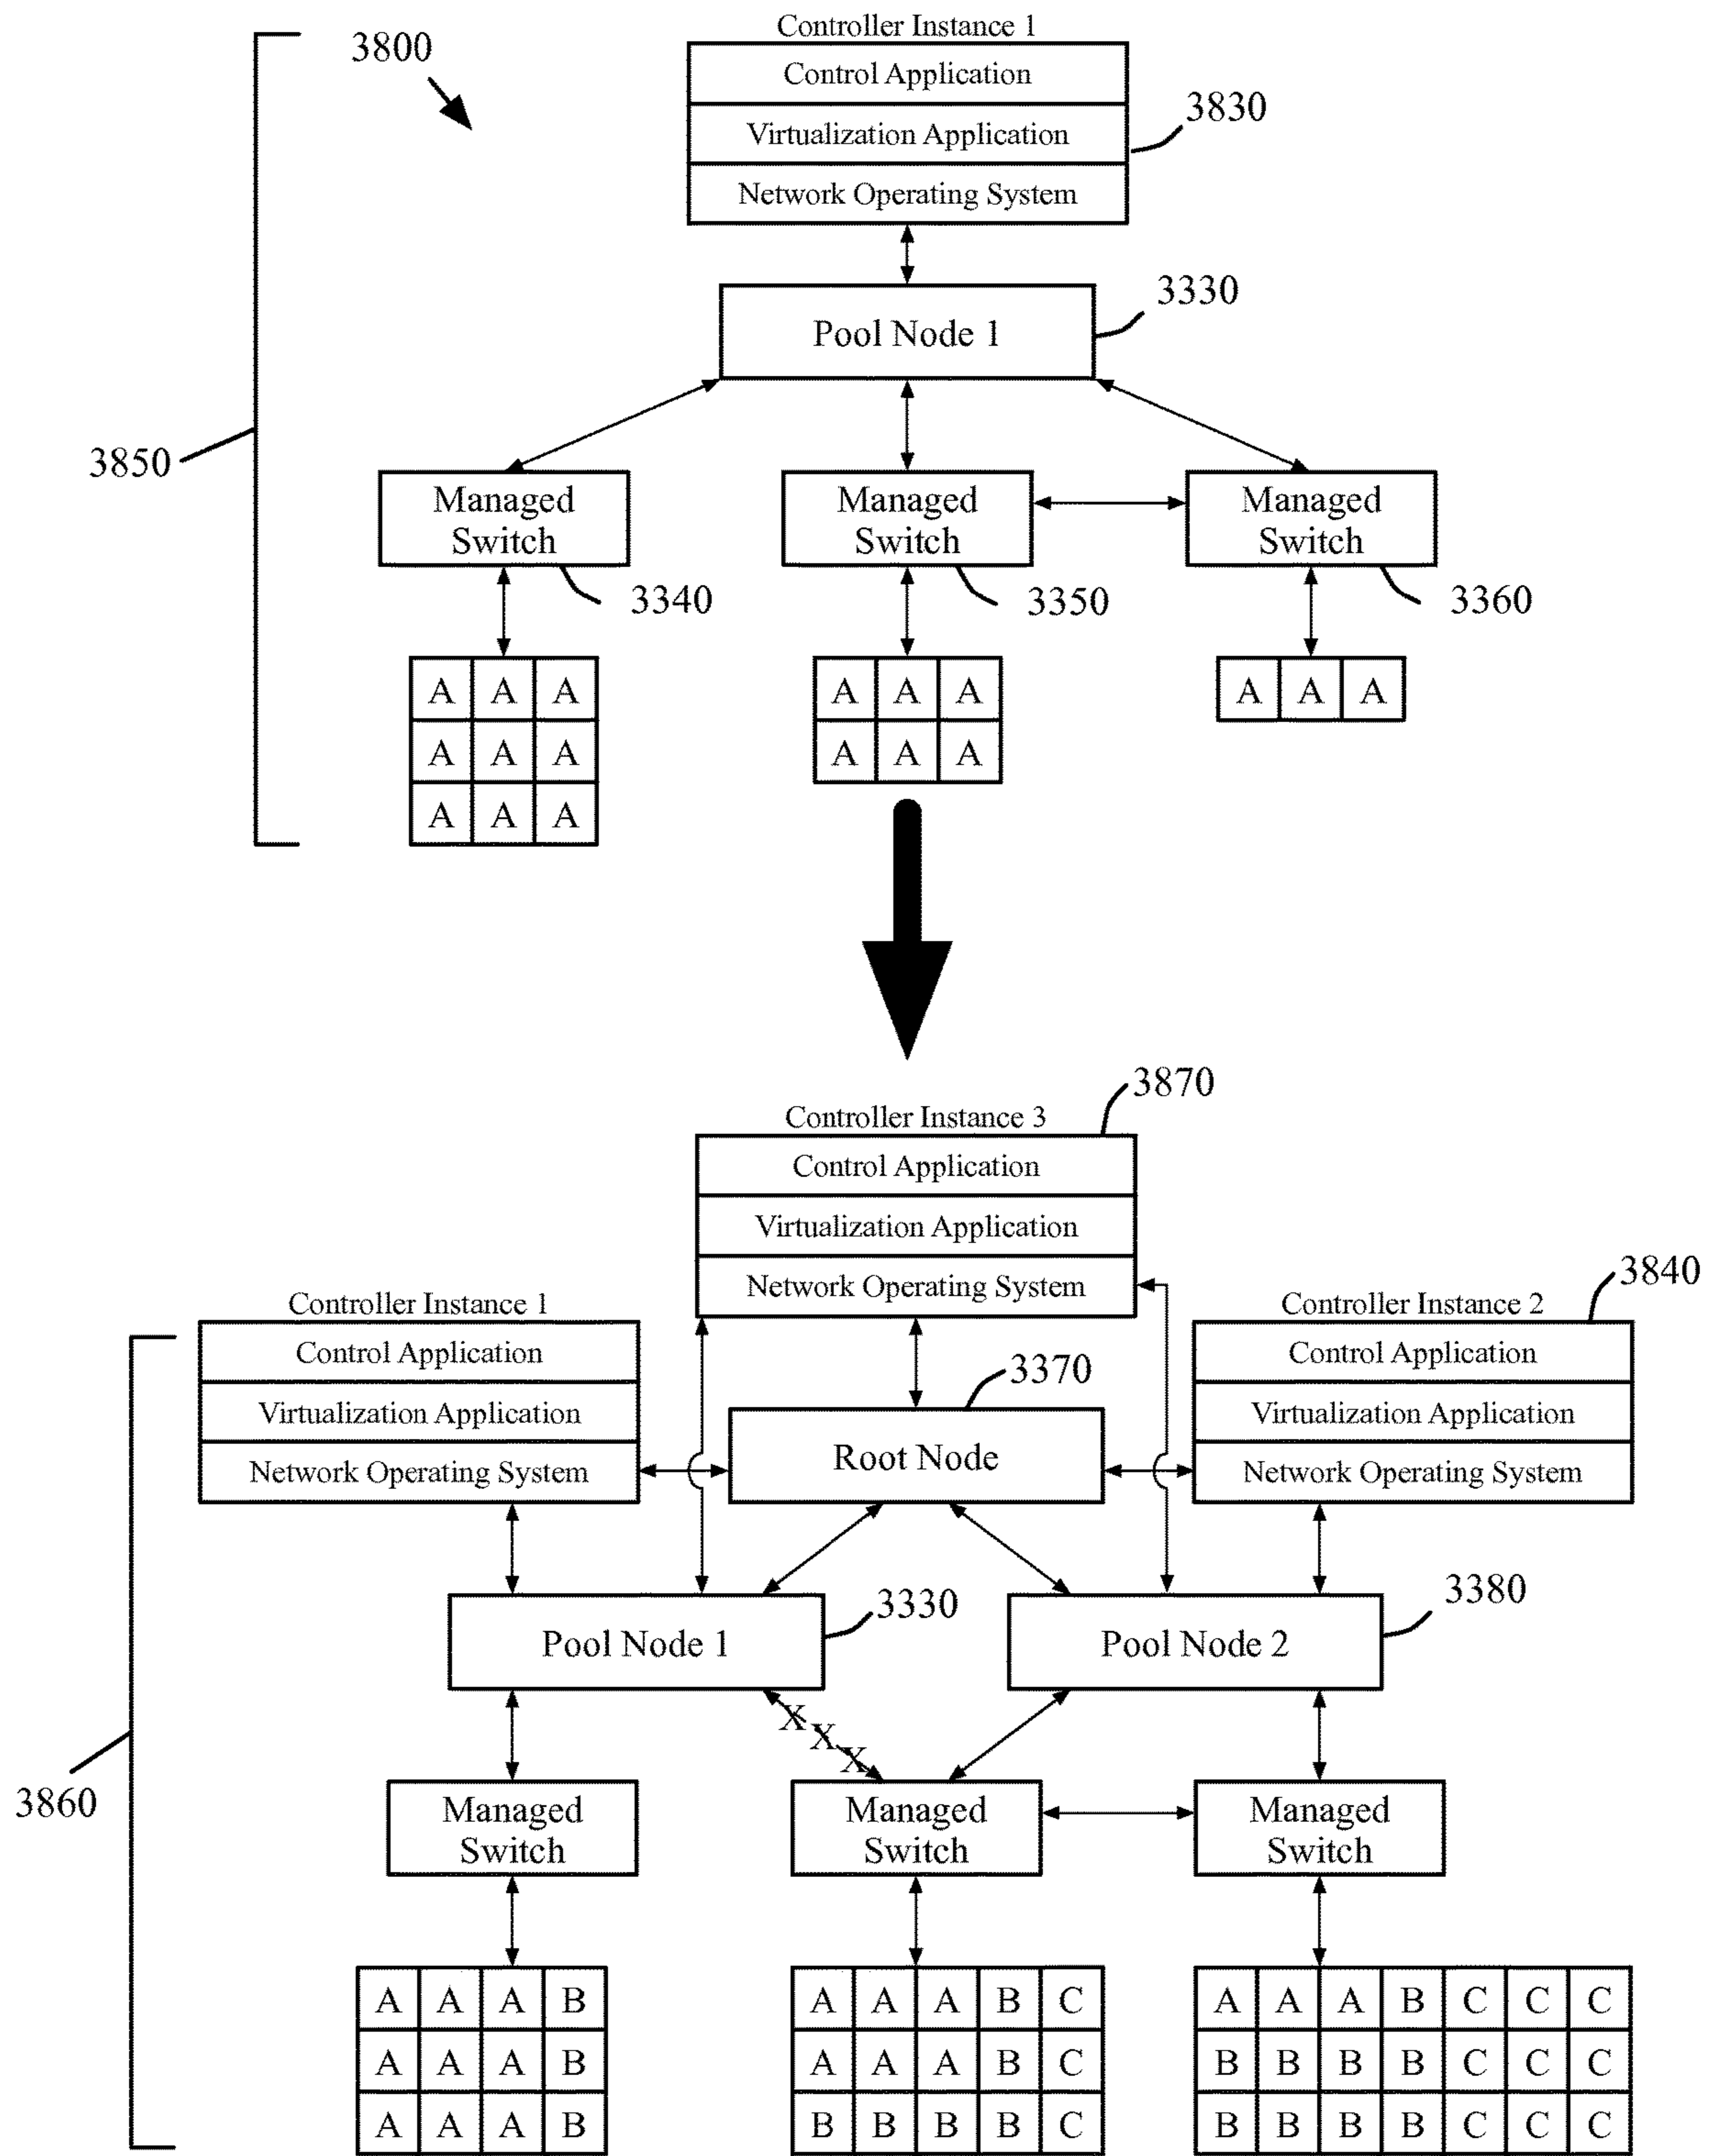 Controller Instance 1
3800
Control Application
3830
Virtualization Application
Network Operating System
3330
Pool Node 1
3850
Managed
Switch
Managed
Switch
Managed
Switch
3340
3350
3360
A A A
A A A
A A A
A A A
A A A
A A A
3870
Controller Instance 3
Control Application
Virtualization Application
Network Operating System
3840
Controller Instance 1
Control Application
Virtualization Application
Network Operating System
Controller Instance 2
Control Application
Virtualization Application
Network Operating System
3370
Root Node
3330
Pool Node 1
3380
Pool Node 2
X
X
X
3860
Managed
Switch
Managed
Switch
Managed
Switch
A A A B
A A A B
A A A B
A A A B C
A A A B C
B B B B C
A A A B C C C
B B B B C C C
B B B B C C C